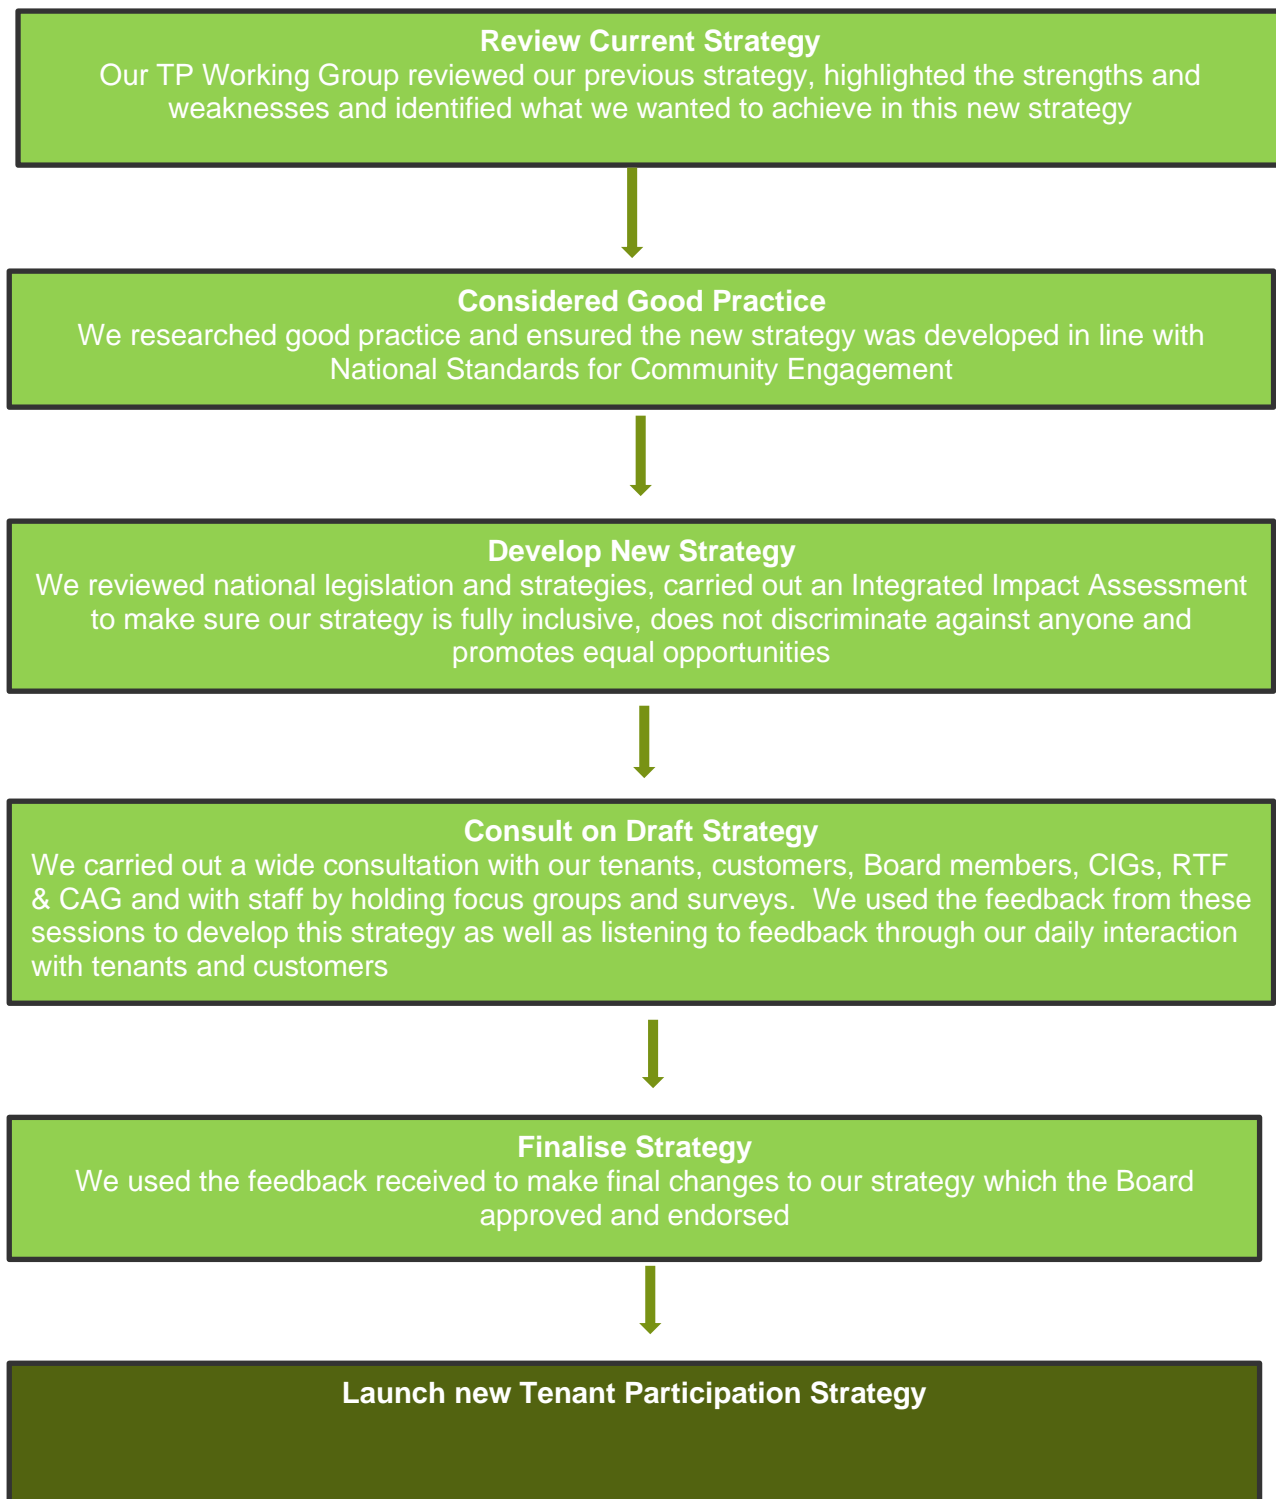 Review Current Strategy
Our TP Working Group reviewed our previous strategy, highlighted the strengths and
weaknesses and identified what we wanted to achieve in this new strategy
Considered Good Practice
We researched good practice and ensured the new strategy was developed in line with
National Standards for Community Engagement
Develop New Strategy
We reviewed national legislation and strategies, carried out an Integrated Impact Assessment
to make sure our strategy is fully inclusive, does not discriminate against anyone and
promotes equal opportunities
Consult on Draft Strategy
We carried out a wide consultation with our tenants, customers, Board members, CIGs, RTF
& CAG and with staff by holding focus groups and surveys.  We used the feedback from these
sessions to develop this strategy as well as listening to feedback through our daily interaction
with tenants and customers
Finalise Strategy
We used the feedback received to make final changes to our strategy which the Board
approved and endorsed
Launch new Tenant Participation Strategy